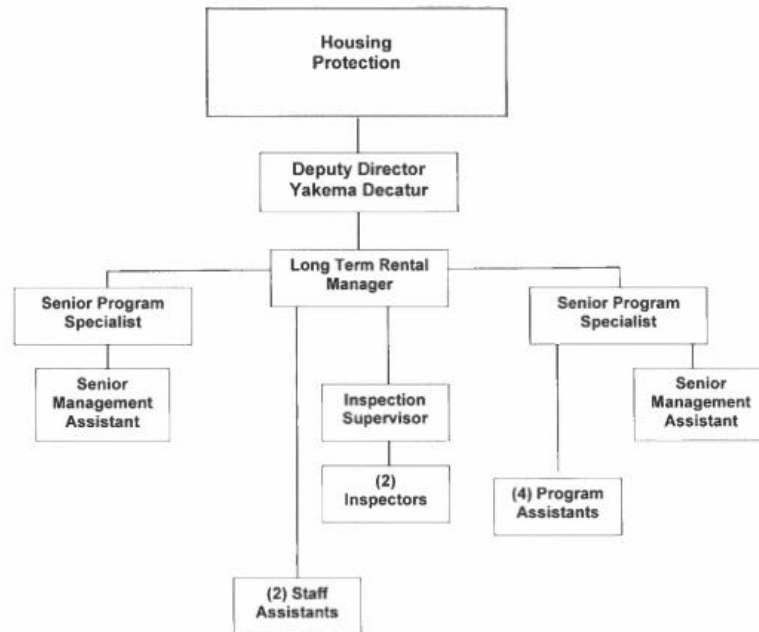 Housing
Protection
Deputy Director
Yakema Decatur
Long Term Rental
Manager
Senior Program
Specialist
Senior Program
Specialist
Senior
Management
Assistant
Inspection
Supervisor
Senior
Management
Assistant
(2)
Inspectors
(4) Program
Assistants
(2) Staff
Assistants